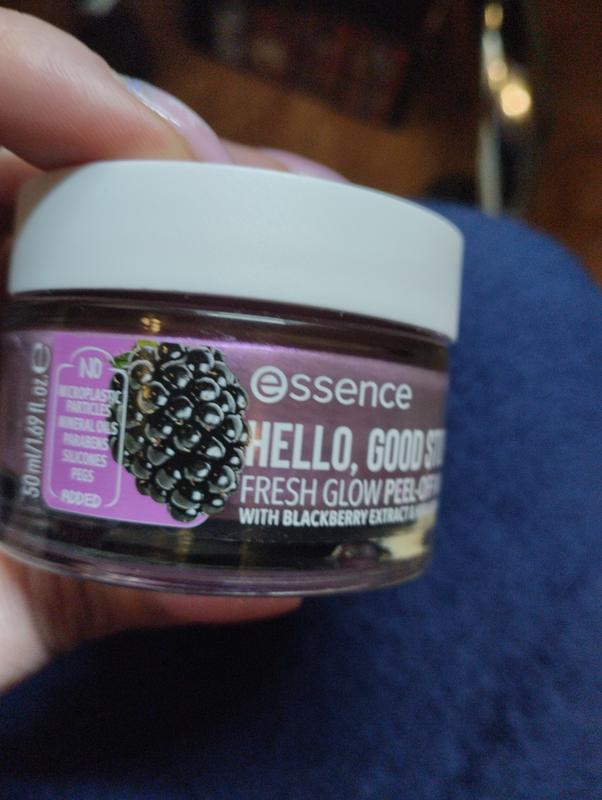 50 ml/1.69 fl. oz. e
NO
MICROPLASTIC
PARTICLES
MINERAL OILS
PARABENS
SILICONES
PEGS
ADDED
essence
HELLO, GOOD
FRESH GLOW PEEL-OFF
WITH BLACKBERRY EXTRACT &